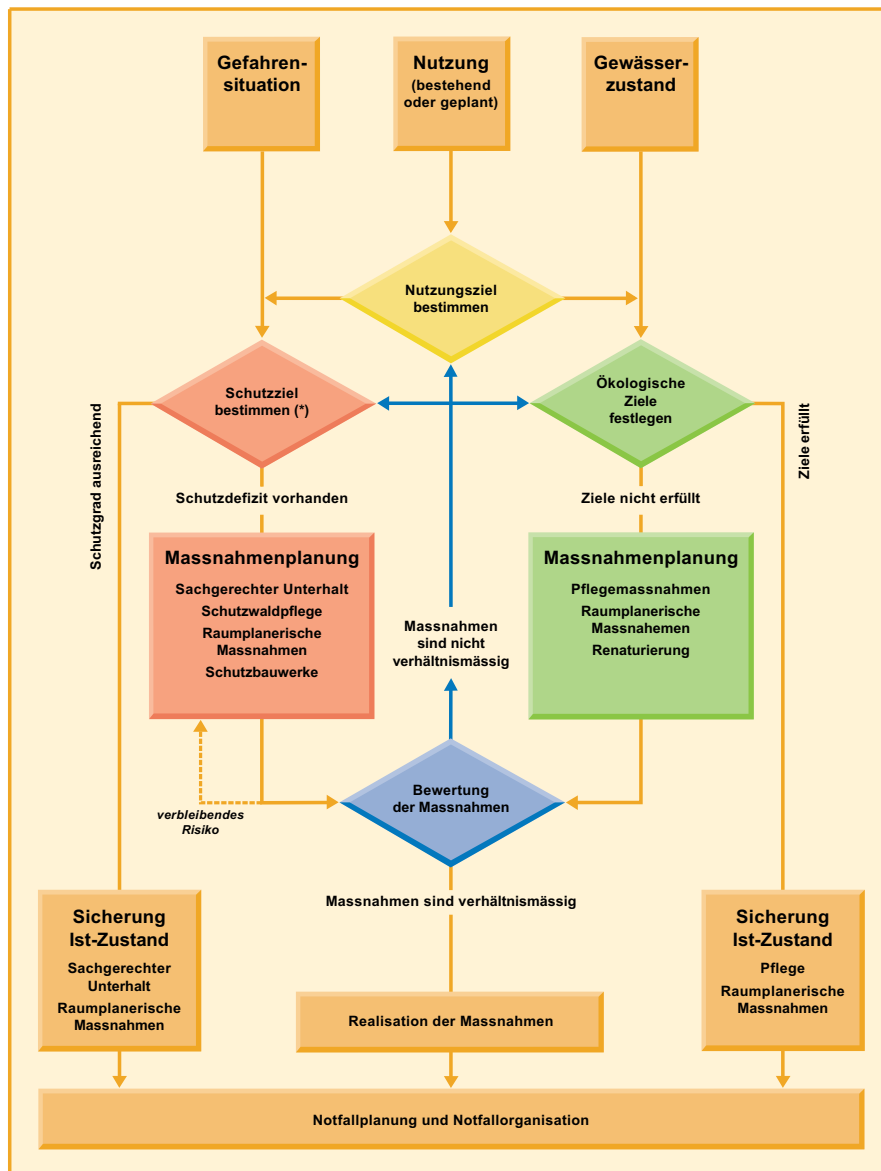 Gefahren-
situation
Nutzung
(bestehend
oder geplant)
Gewässer-
zustand
Nutzungsziel
bestimmen
Schutzziel
bestimmen (*)
Ökologische
Ziele
festlegen
Schutzgrad ausreichend
Ziele erfüllt
Schutzdefizit vorhanden
Ziele nicht erfüllt
Massnahmenplanung
Sachgerechter Unterhalt
Schutzwaldpflege
Raumplanerische
Massnahmen
Schutzbauwerke
Massnahmen
sind nicht
verhältnismässig
Massnahmenplanung
Pflegemassnahmen
Raumplanerische
Massnahemen
Renaturierung
Bewertung
der Massnahmen
verbleibendes
Risiko
Massnahmen sind verhältnismässig
Sicherung
Ist-Zustand
Sachgerechter
Unterhalt
Raumplanerische
Massnahmen
Realisation der Massnahmen
Sicherung
Ist-Zustand
Pflege
Raumplanerische
Massnahmen
Notfallplanung und Notfallorganisation